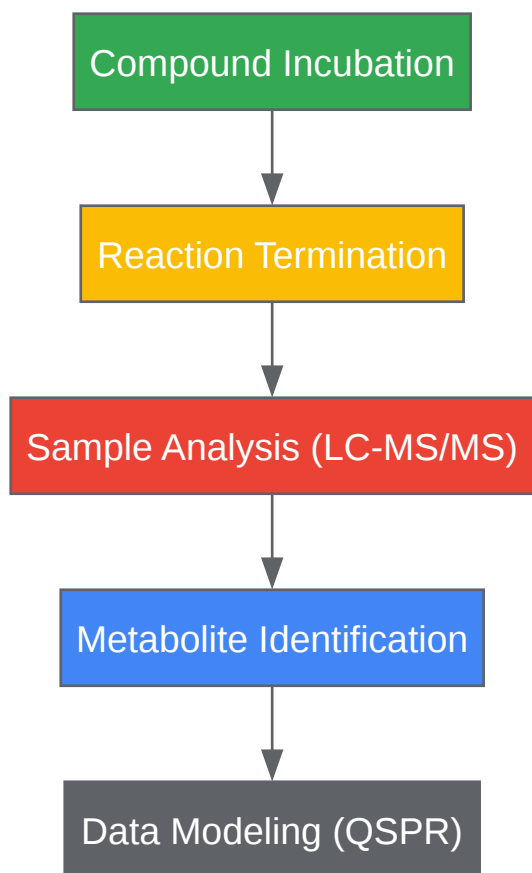 Compound Incubation
Reaction Termination
Sample Analysis (LC-MS/MS)
Metabolite Identification
Data Modeling (QSPR)